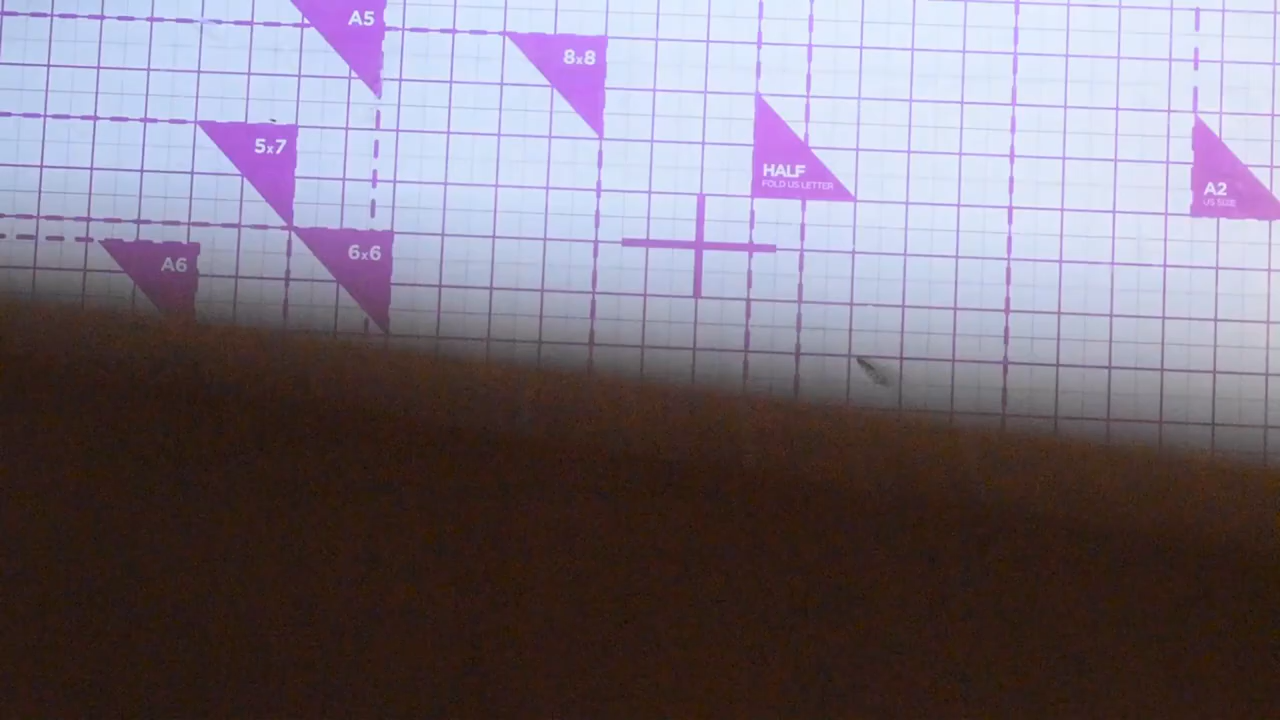 A5
8x8
5x7
HALF
FOLD US LETTER
A2
US SIZE
6x6
A6